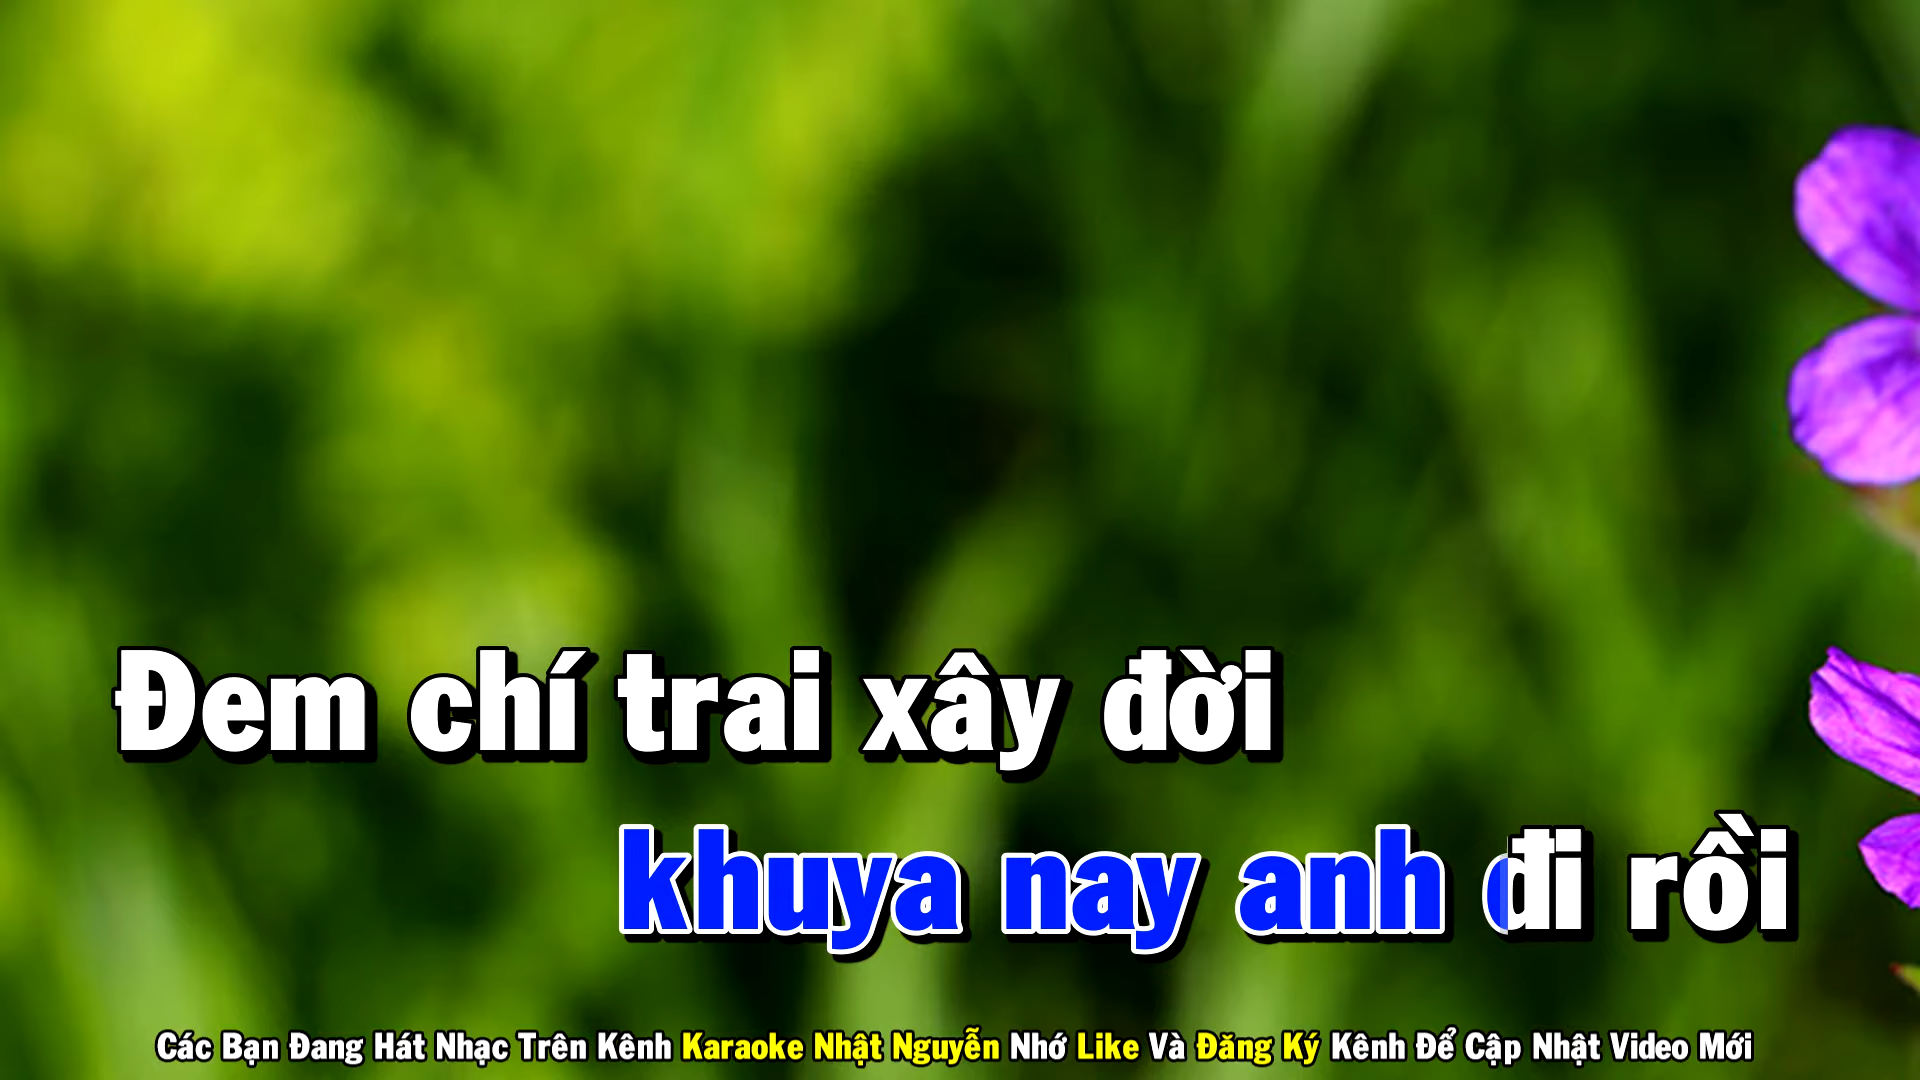 Đem chí trai xây đời
khuya nay anh đi rồi
Các Bạn Đang Hát Nhạc Trên Kênh Karaoke Nhật Nguyễn Nhớ Like Và Đăng Ký Kênh Để Cập Nhật Video Mới